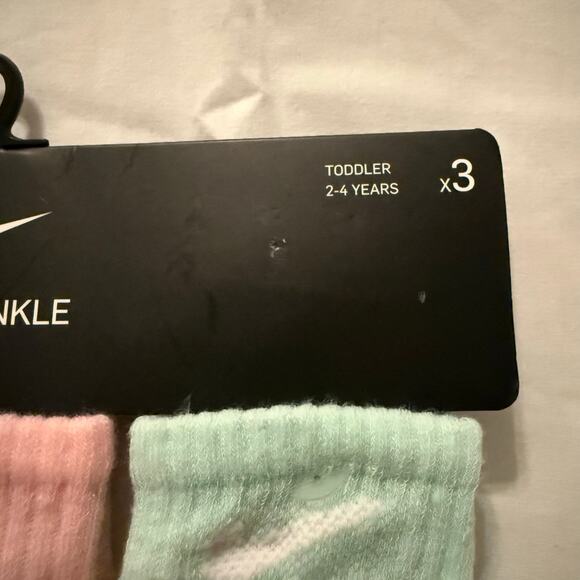 TODDLER
2-4 YEARS
x3
NKLE